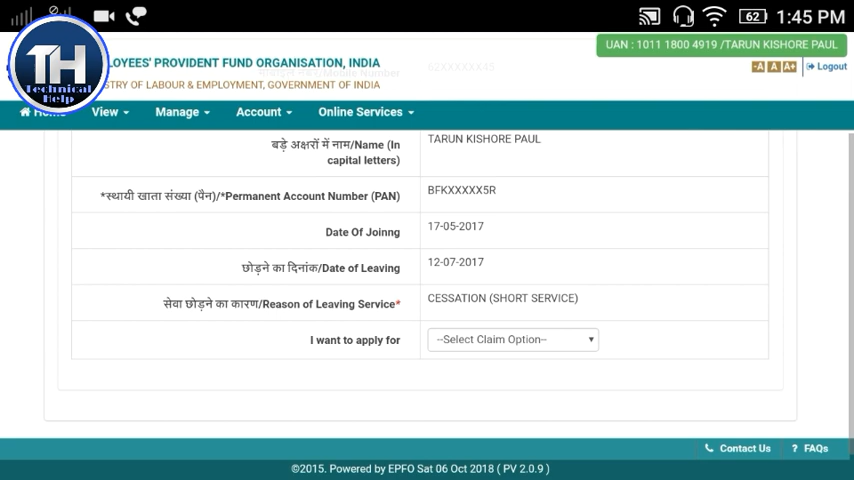 62 1:45 PM
UAN : 1011 1800 4919 /TARUN KISHORE PAUL
TH
Technical
Help
LOYEES' PROVIDENT FUND ORGANISATION, INDIA
STRY OF LABOUR & EMPLOYMENT, GOVERNMENT OF INDIA
-A A A+ Logout
Mobile Number 62XXXXXX45
Home View Manage Account Online Services
बड़े अक्षरों में नाम/Name (In
capital letters)
TARUN KISHORE PAUL
*स्थायी खाता संख्या (पैन)/*Permanent Account Number (PAN) BFKXXXXX5R
Date Of Joinng 17-05-2017
छोड़ने का दिनांक/Date of Leaving 12-07-2017
सेवा छोड़ने का कारण/Reason of Leaving Service* CESSATION (SHORT SERVICE)
I want to apply for --Select Claim Option--
Contact Us ? FAQs
©2015. Powered by EPFO Sat 06 Oct 2018 ( PV 2.0.9 )